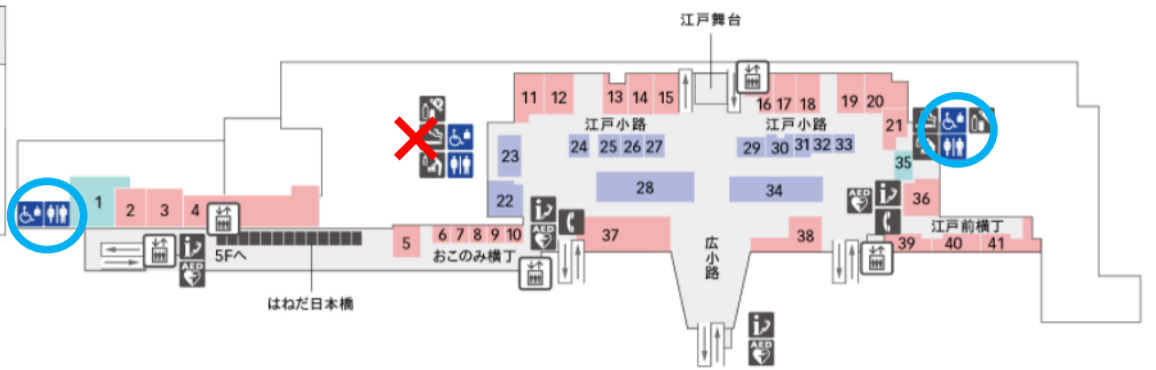 江戸舞台
11 12 13 14 15 16 17 18 19 20
江戸小路 江戸小路
21
23 24 25 26 27 29 30 31 32 33
35
28 34
1 2 3 4 22 36
AED
AED
5 6 7 8 9 10 37 広小路 38 江戸前横丁
39 40 41
5Fへ おこのみ横丁
AED
はねだ日本橋
AED